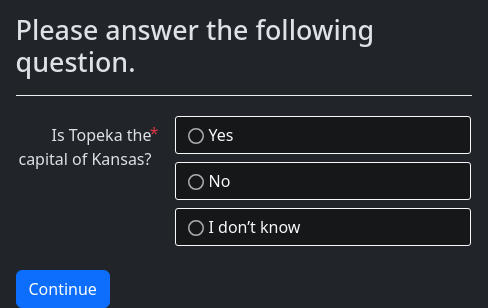 Please answer the following
question.
Is Topeka the*
capital of Kansas?
Yes
No
I don’t know
Continue